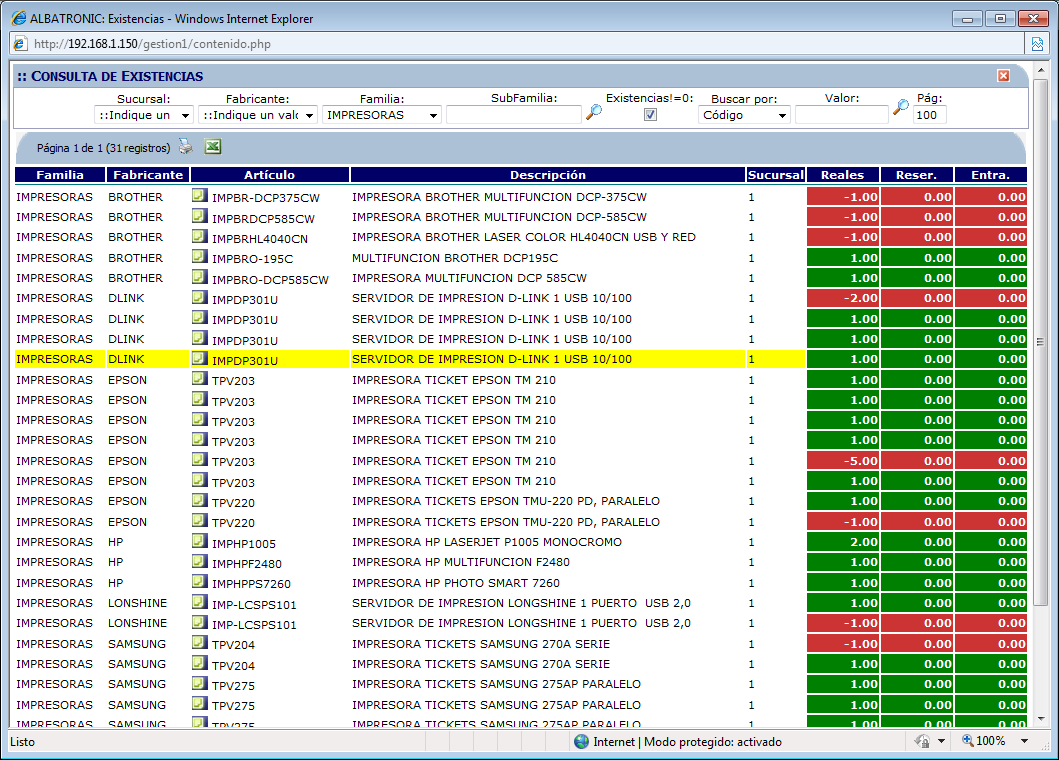 ALBATRONIC: Existencias - Windows Internet Explorer
http://192.168.1.150/gestion1/contenido.php
:: CONSULTA DE EXISTENCIAS
Sucursal: Fabricante: Familia: SubFamilia: Existencias!=0: Buscar por: Valor: Pág:
::Indique un ::Indique un valo IMPRESORAS Código 100
Página 1 de 1 (31 registros)
Familia Fabricante Artículo Descripción Sucursal Reales Reser. Entra.
IMPRESORAS BROTHER IMPBR-DCP375CW IMPRESORA BROTHER MULTIFUNCION DCP-375CW 1 -1.00 0.00 0.00
IMPRESORAS BROTHER IMPBRDCP585CW IMPRESORA BROTHER MULTIFUNCION DCP-585CW 1 -1.00 0.00 0.00
IMPRESORAS BROTHER IMPBRHL4040CN IMPRESORA BROTHER LASER COLOR HL4040CN USB Y RED 1 -1.00 0.00 0.00
IMPRESORAS BROTHER IMPBRO-195C MULTIFUNCION BROTHER DCP195C 1 1.00 0.00 0.00
IMPRESORAS BROTHER IMPBRO-DCP585CW IMPRESORA MULTIFUNCION DCP 585CW 1 1.00 0.00 0.00
IMPRESORAS DLINK IMPDP301U SERVIDOR DE IMPRESION D-LINK 1 USB 10/100 1 -2.00 0.00 0.00
IMPRESORAS DLINK IMPDP301U SERVIDOR DE IMPRESION D-LINK 1 USB 10/100 1 1.00 0.00 0.00
IMPRESORAS DLINK IMPDP301U SERVIDOR DE IMPRESION D-LINK 1 USB 10/100 1 1.00 0.00 0.00
IMPRESORAS DLINK IMPDP301U SERVIDOR DE IMPRESION D-LINK 1 USB 10/100 1 1.00 0.00 0.00
IMPRESORAS EPSON TPV203 IMPRESORA TICKET EPSON TM 210 1 1.00 0.00 0.00
IMPRESORAS EPSON TPV203 IMPRESORA TICKET EPSON TM 210 1 1.00 0.00 0.00
IMPRESORAS EPSON TPV203 IMPRESORA TICKET EPSON TM 210 1 1.00 0.00 0.00
IMPRESORAS EPSON TPV203 IMPRESORA TICKET EPSON TM 210 1 1.00 0.00 0.00
IMPRESORAS EPSON TPV203 IMPRESORA TICKET EPSON TM 210 1 -5.00 0.00 0.00
IMPRESORAS EPSON TPV203 IMPRESORA TICKET EPSON TM 210 1 1.00 0.00 0.00
IMPRESORAS EPSON TPV220 IMPRESORA TICKETS EPSON TMU-220 PD, PARALELO 1 1.00 0.00 0.00
IMPRESORAS EPSON TPV220 IMPRESORA TICKETS EPSON TMU-220 PD, PARALELO 1 -1.00 0.00 0.00
IMPRESORAS HP IMPHP1005 IMPRESORA HP LASERJET P1005 MONOCROMO 1 2.00 0.00 0.00
IMPRESORAS HP IMPHPF2480 IMPRESORA HP MULTIFUNCION F2480 1 1.00 0.00 0.00
IMPRESORAS HP IMPHPPS7260 IMPRESORA HP PHOTO SMART 7260 1 1.00 0.00 0.00
IMPRESORAS LONSHINE IMP-LCSPS101 SERVIDOR DE IMPRESION LONGSHINE 1 PUERTO USB 2,0 1 1.00 0.00 0.00
IMPRESORAS LONSHINE IMP-LCSPS101 SERVIDOR DE IMPRESION LONGSHINE 1 PUERTO USB 2,0 1 -1.00 0.00 0.00
IMPRESORAS SAMSUNG TPV204 IMPRESORA TICKETS SAMSUNG 270A SERIE 1 -1.00 0.00 0.00
IMPRESORAS SAMSUNG TPV204 IMPRESORA TICKETS SAMSUNG 270A SERIE 1 1.00 0.00 0.00
IMPRESORAS SAMSUNG TPV275 IMPRESORA TICKETS SAMSUNG 275AP PARALELO 1 1.00 0.00 0.00
IMPRESORAS SAMSUNG TPV275 IMPRESORA TICKETS SAMSUNG 275AP PARALELO 1 1.00 0.00 0.00
IMPRESORAS SAMSUNG TPV275 IMPRESORA TICKETS SAMSUNG 275AP PARALELO 1 1.00 0.00 0.00
Listo Internet | Modo protegido: activado 100%